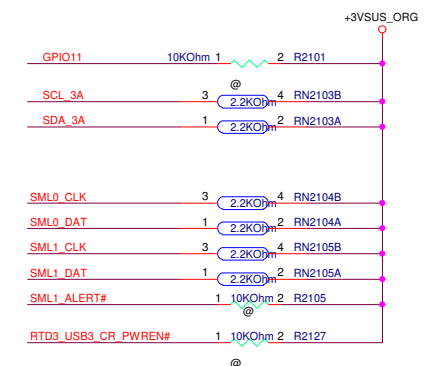 +3VSUS_ORG
GPIO11 10KOhm 1 2 R2101
@
SCL_3A 3 2.2KOhm 4 RN2103B
SDA_3A 1 2.2KOhm 2 RN2103A
SML0_CLK 3 2.2KOhm 4 RN2104B
SML0_DAT 1 2.2KOhm 2 RN2104A
SML1_CLK 3 2.2KOhm 4 RN2105B
SML1_DAT 1 2.2KOhm 2 RN2105A
SML1_ALERT# 1 10KOhm 2 R2105
@
RTD3_USB3_CR_PWREN# 1 10KOhm 2 R2127
@